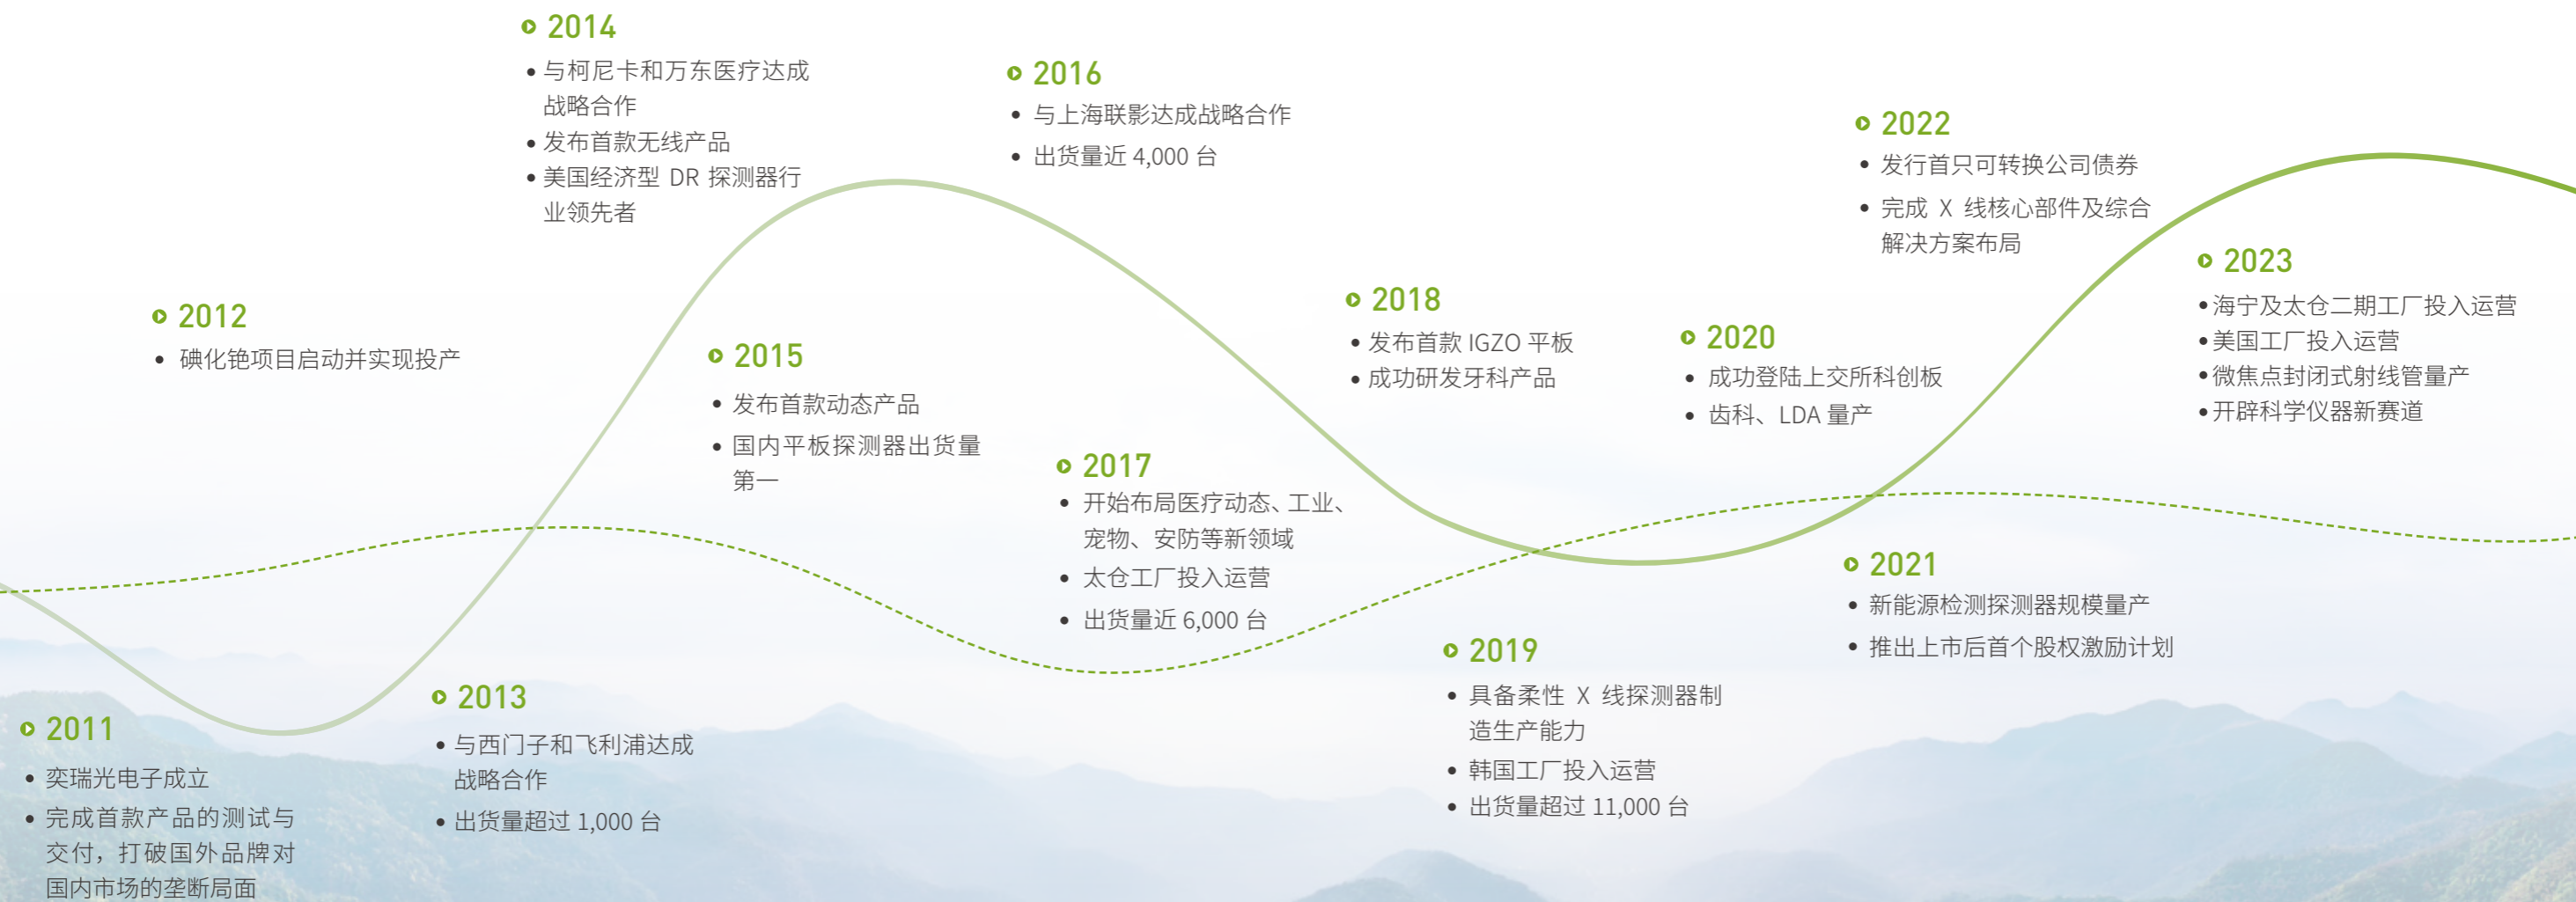 2011
奕瑞光电子成立
完成首款产品的测试与
交付，打破国外品牌对
国内市场的垄断局面
2012
碘化铯项目启动并实现投产
2013
与西门子和飞利浦达成
战略合作
出货量超过 1,000 台
2014
与柯尼卡和万东医疗达成
战略合作
发布首款无线产品
美国经济型 DR 探测器行
业领先者
2015
发布首款动态产品
国内平板探测器出货量
第一
2016
与上海联影达成战略合作
出货量近 4,000 台
2017
开始布局医疗动态、工业、
宠物、安防等新领域
太仓工厂投入运营
出货量近 6,000 台
2018
发布首款 IGZO 平板
成功研发牙科产品
2019
具备柔性 X 线探测器制
造生产能力
韩国工厂投入运营
出货量超过 11,000 台
2020
成功登陆上交所科创板
齿科、LDA 量产
2021
新能源检测探测器规模量产
推出上市后首个股权激励计划
2022
发行首只可转换公司债券
完成 X 线核心部件及综合
解决方案布局
2023
海宁及太仓二期工厂投入运营
美国工厂投入运营
微焦点封闭式射线管量产
开辟科学仪器新赛道